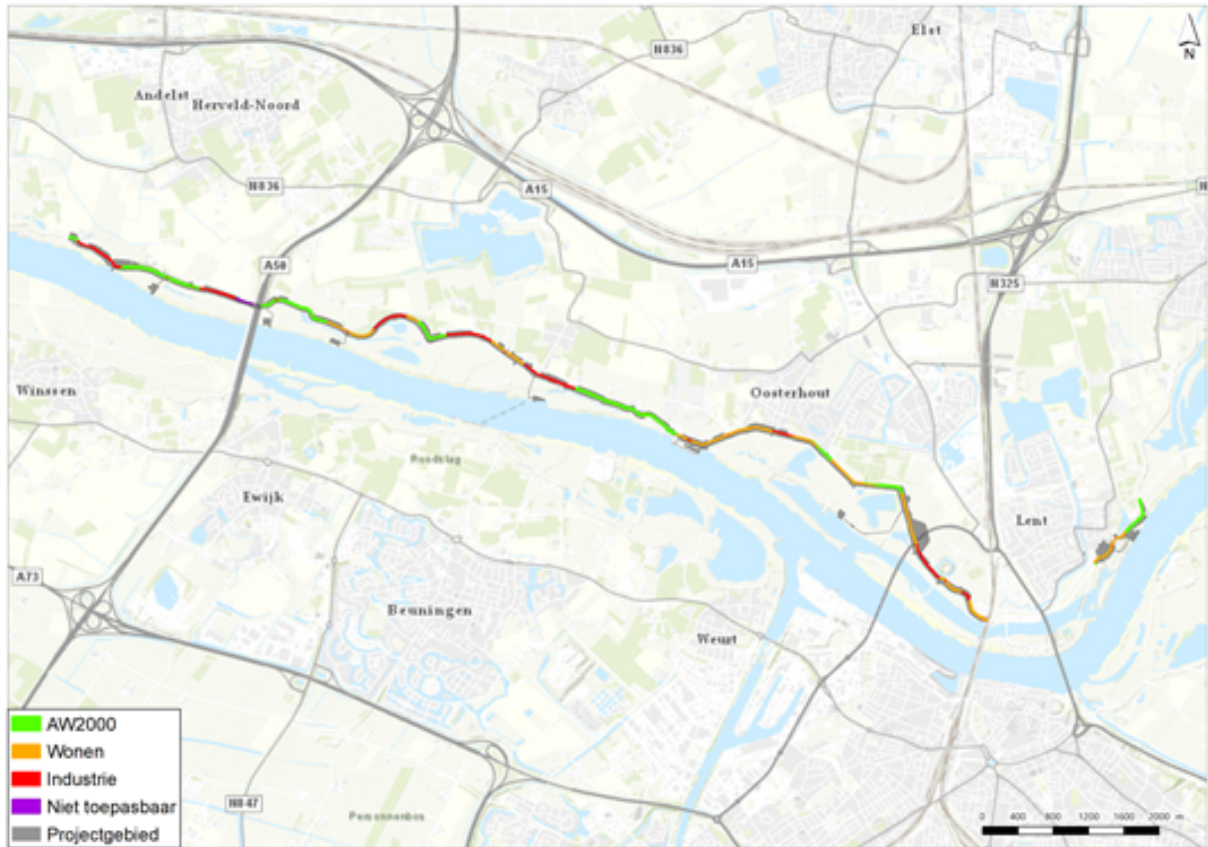 Elst
N
N836
Andelst
Herveld-Noord
N836
A15
A50
A15
N325
Winssen
Oosterhout
Ewijk
Lent
A73
Beuningen
Weurt
AW2000
Wonen
Industrie
Niet toepasbaar
Projectgebied
N847
0 400 800 1200 1600 2000 m